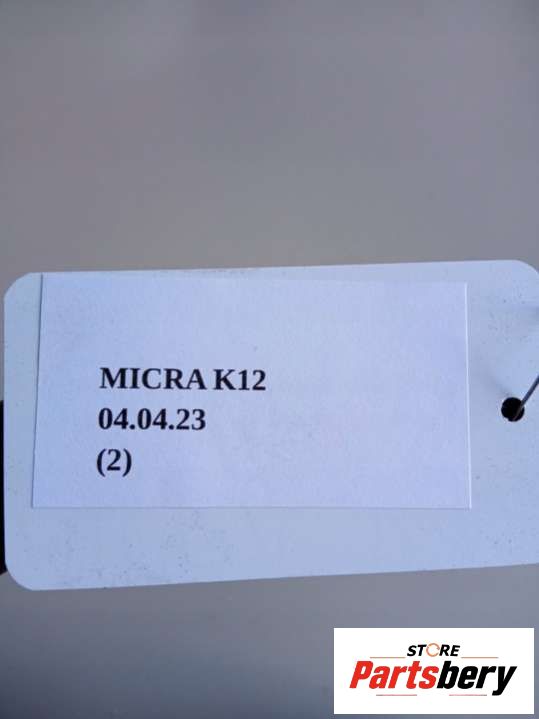 MICRA K12
04.04.23
(2)
STORE
Partsbery